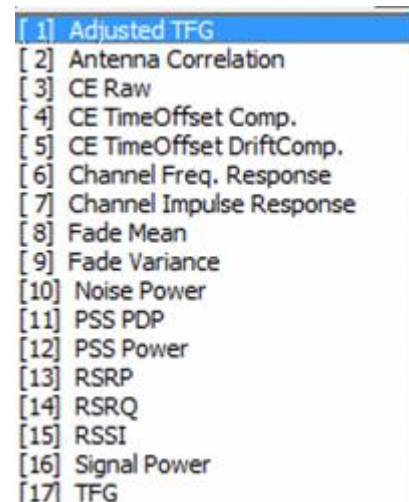 [ 1] Adjusted TFG
[ 2] Antenna Correlation
[ 3] CE Raw
[ 4] CE TimeOffset Comp.
[ 5] CE TimeOffset DriftComp.
[ 6] Channel Freq. Response
[ 7] Channel Impulse Response
[ 8] Fade Mean
[ 9] Fade Variance
[10] Noise Power
[11] PSS PDP
[12] PSS Power
[13] RSRP
[14] RSRQ
[15] RSSI
[16] Signal Power
[17] TFG